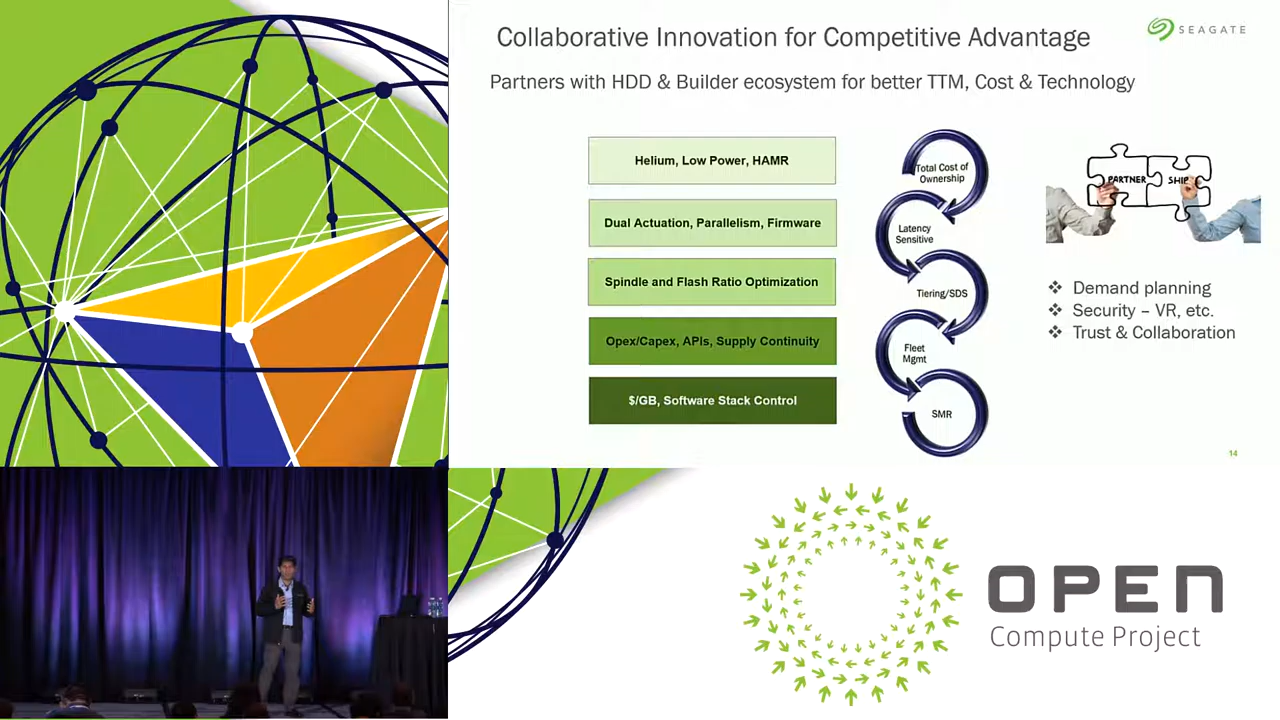 Collaborative Innovation for Competitive Advantage
SEAGATE
Partners with HDD & Builder ecosystem for better TTM, Cost & Technology
Helium, Low Power, HAMR
Dual Actuation, Parallelism, Firmware
Spindle and Flash Ratio Optimization
Opex/Capex, APIs, Supply Continuity
$/GB, Software Stack Control
Total Cost of
Ownership
Latency
Sensitive
Tiering/SDS
Fleet
Mgmt
SMR
PARTNER SHIP
❖ Demand planning
❖ Security – VR, etc.
❖ Trust & Collaboration
14
OPEN
Compute Project